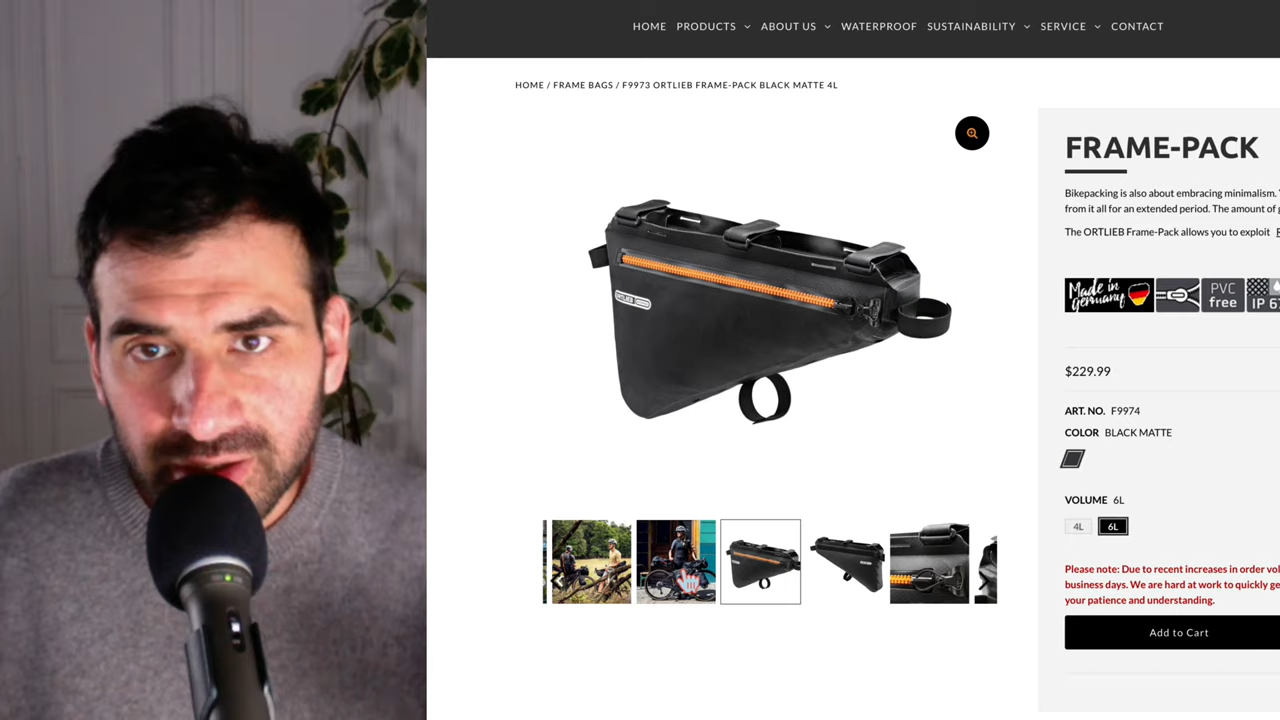 HOME PRODUCTS ABOUT US WATERPROOF SUSTAINABILITY SERVICE CONTACT
HOME / FRAME BAGS / F9973 ORTLIEB FRAME-PACK BLACK MATTE 4L
ORTLIEB
FRAME-PACK
Bikepacking is also about embracing minimalism.
from it all for an extended period. The amount of
The ORTLIEB Frame-Pack allows you to exploit
Made in germany
PVC free
IP 67
$229.99
ART. NO. F9974
COLOR BLACK MATTE
VOLUME 6L
4L 6L
Please note: Due to recent increases in order vol
business days. We are hard at work to quickly ge
your patience and understanding.
Add to Cart